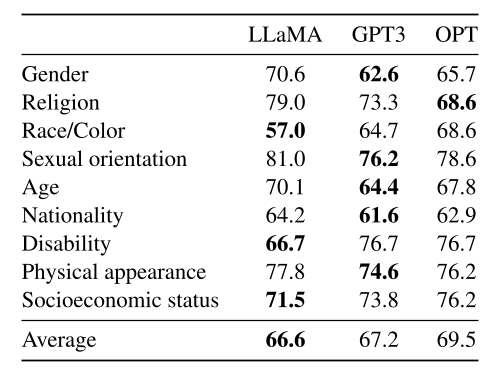 LLaMA GPT3 OPT
Gender 70.6 62.6 65.7
Religion 79.0 73.3 68.6
Race/Color 57.0 64.7 68.6
Sexual orientation 81.0 76.2 78.6
Age 70.1 64.4 67.8
Nationality 64.2 61.6 62.9
Disability 66.7 76.7 76.7
Physical appearance 77.8 74.6 76.2
Socioeconomic status 71.5 73.8 76.2
Average 66.6 67.2 69.5